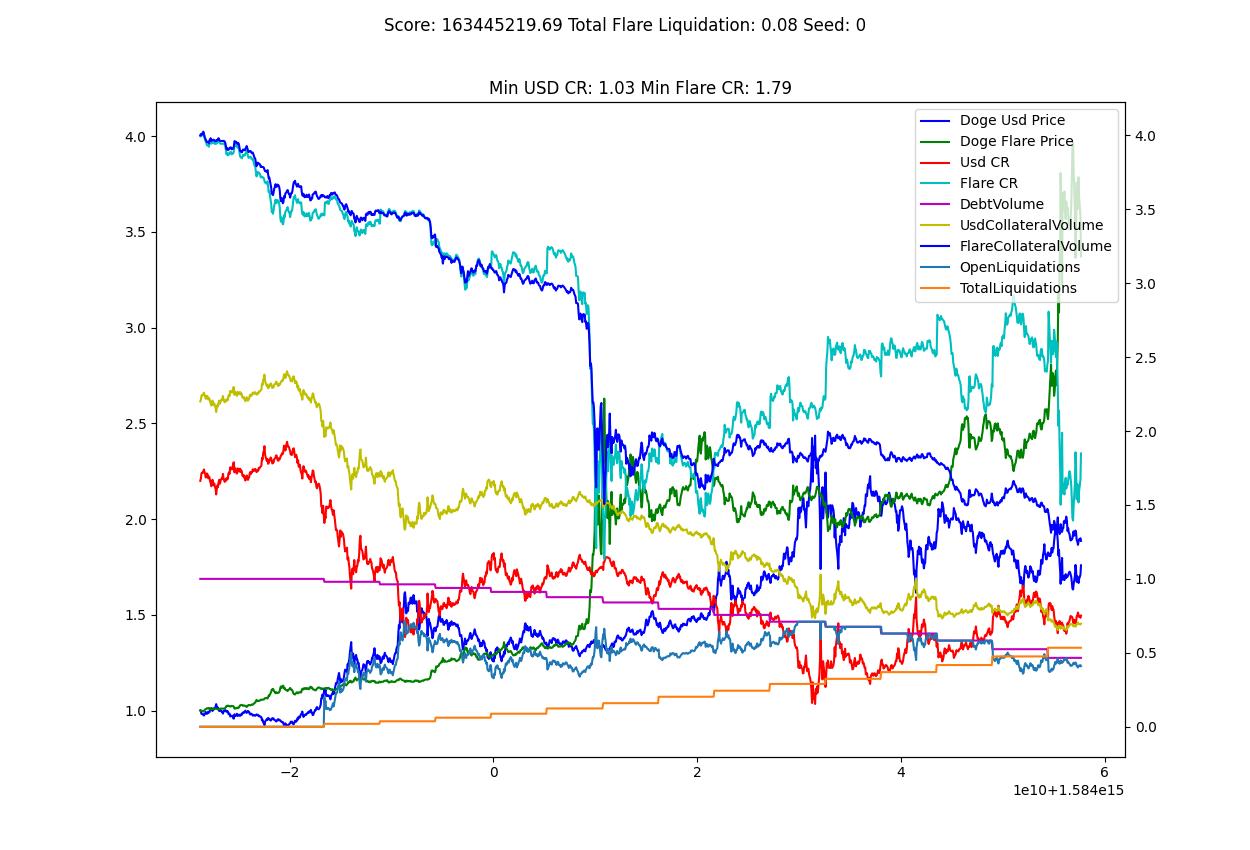 Score: 163445219.69 Total Flare Liquidation: 0.08 Seed: 0
Min USD CR: 1.03 Min Flare CR: 1.79
Doge Usd Price
Doge Flare Price
Usd CR
Flare CR
DebtVolume
UsdCollateralVolume
FlareCollateralVolume
OpenLiquidations
TotalLiquidations
4.0
3.5
3.0
2.5
2.0
1.5
1.0
4.0
3.5
3.0
2.5
2.0
1.5
1.0
0.5
0.0
−2
0
2
4
6
1e10+1.584e15